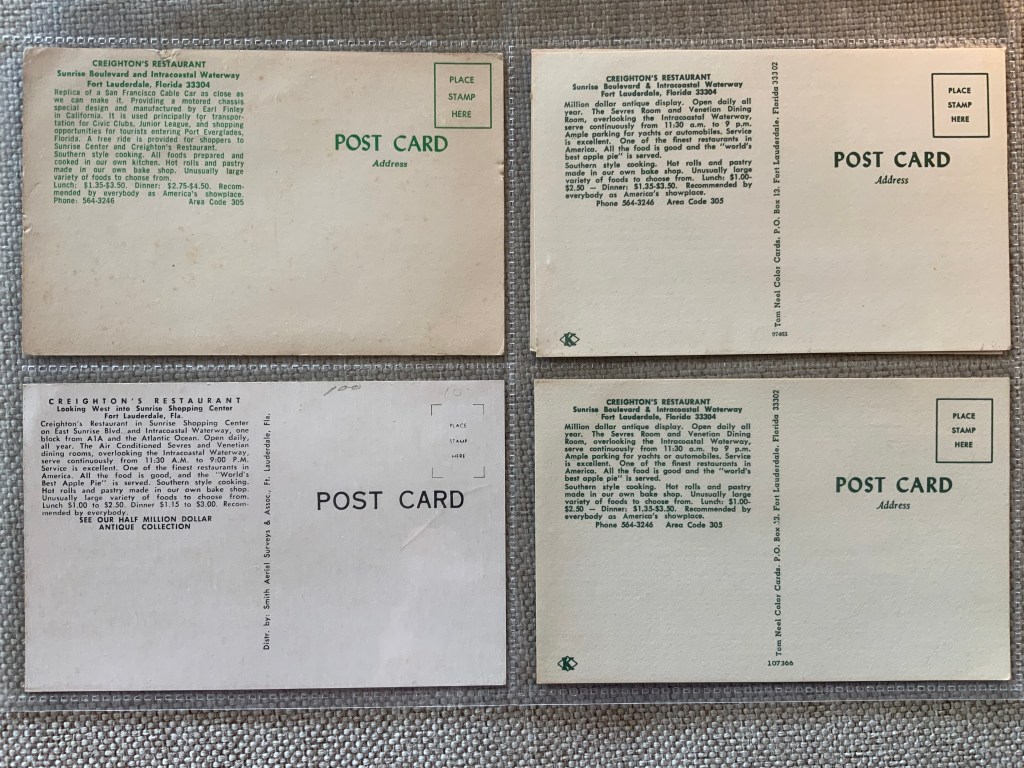 CREIGHTON'S RESTAURANT
Sunrise Boulevard and Intracoastal Waterway
Fort Lauderdale, Florida 33304
Replica of a San Francisco Cable Car as close as
we can make it. Providing a motored chassis
special design and manufactured by Earl Finley
in California. It is used principally for transpor-
tation for Civic Clubs, Junior League, and shopping
opportunities for tourists entering Port Everglades,
Florida. A free ride is provided for shoppers to
Sunrise Center and Creighton's Restaurant.
Southern style cooking. All foods prepared and
cooked in our own kitchen. Hot rolls and pastry
made in our own bake shop. Unusually large
variety of foods to choose from.
Lunch: $1.35-$3.50. Dinner: $2.75-$4.50. Recom-
mended by everybody as America's showplace.
Phone: 564-3246 Area Code 305
PLACE
STAMP
HERE
POST CARD
Address
CREIGHTON'S RESTAURANT
Sunrise Boulevard & Intracoastal Waterway
Fort Lauderdale, Florida 33304
Million dollar antique display. Open daily all
year. The Sevres Room and Venetian Dining
Room, overlooking the Intracoastal Waterway,
serve continuously from 11:30 a.m. to 9 p.m.
Ample parking for yachts or automobiles. Service
is excellent. One of the finest restaurants in
America. All the food is good and the "world's
best apple pie" is served.
Southern style cooking. Hot rolls and pastry
made in our own bake shop. Unusually large
variety of foods to choose from. Lunch: $1.00-
$2.50 — Dinner: $1.35-$3.50. Recommended by
everybody as America's showplace.
Phone 564-3246 Area Code 305
Tom Neel Color Cards. P.O. Box 13. Fort Lauderdale, Florida 33302
K
97463
PLACE
STAMP
HERE
POST CARD
Address
CREIGHTON'S RESTAURANT
Looking West into Sunrise Shopping Center
Fort Lauderdale, Fla.
Creighton's Restaurant in Sunrise Shopping Center
on East Sunrise Blvd. and Intracoastal Waterway, one
block from A1A and the Atlantic Ocean. Open daily,
all year. The Air Conditioned Sevres and Venetian
dining rooms, overlooking the Intracoastal Waterway,
serve continuously from 11:30 A.M. to 9:00 P.M.
Service is excellent. One of the finest restaurants in
America. All the food is good, and the "World's
Best Apple Pie" is served. Southern style cooking.
Hot rolls and pastry made in our own bake shop.
Unusually large variety of foods to choose from.
Lunch $1.00 to $2.50. Dinner $1.15 to $3.00. Recom-
mended by everybody.
SEE OUR HALF MILLION DOLLAR
ANTIQUE COLLECTION
Distr. by: Smith Aerial Surveys & Assoc., Ft. Lauderdale, Fla.
100
PLACE
STAMP
HERE
POST CARD
CREIGHTON'S RESTAURANT
Sunrise Boulevard & Intracoastal Waterway
Fort Lauderdale, Florida 33304
Million dollar antique display. Open daily all
year. The Sevres Room and Venetian Dining
Room, overlooking the Intracoastal Waterway,
serve continuously from 11:30 a.m. to 9 p.m.
Ample parking for yachts or automobiles. Service
is excellent. One of the finest restaurants in
America. All the food is good and the "world's
best apple pie" is served.
Southern style cooking. Hot rolls and pastry
made in our own bake shop. Unusually large
variety of foods to choose from. Lunch: $1.00-
$2.50 — Dinner: $1.35-$3.50. Recommended by
everybody as America's showplace.
Phone 564-3246 Area Code 305
Tom Neel Color Cards. P.O. Box Fort Lauderdale, Florida 33302
K
107366
PLACE
STAMP
HERE
POST CARD
Address